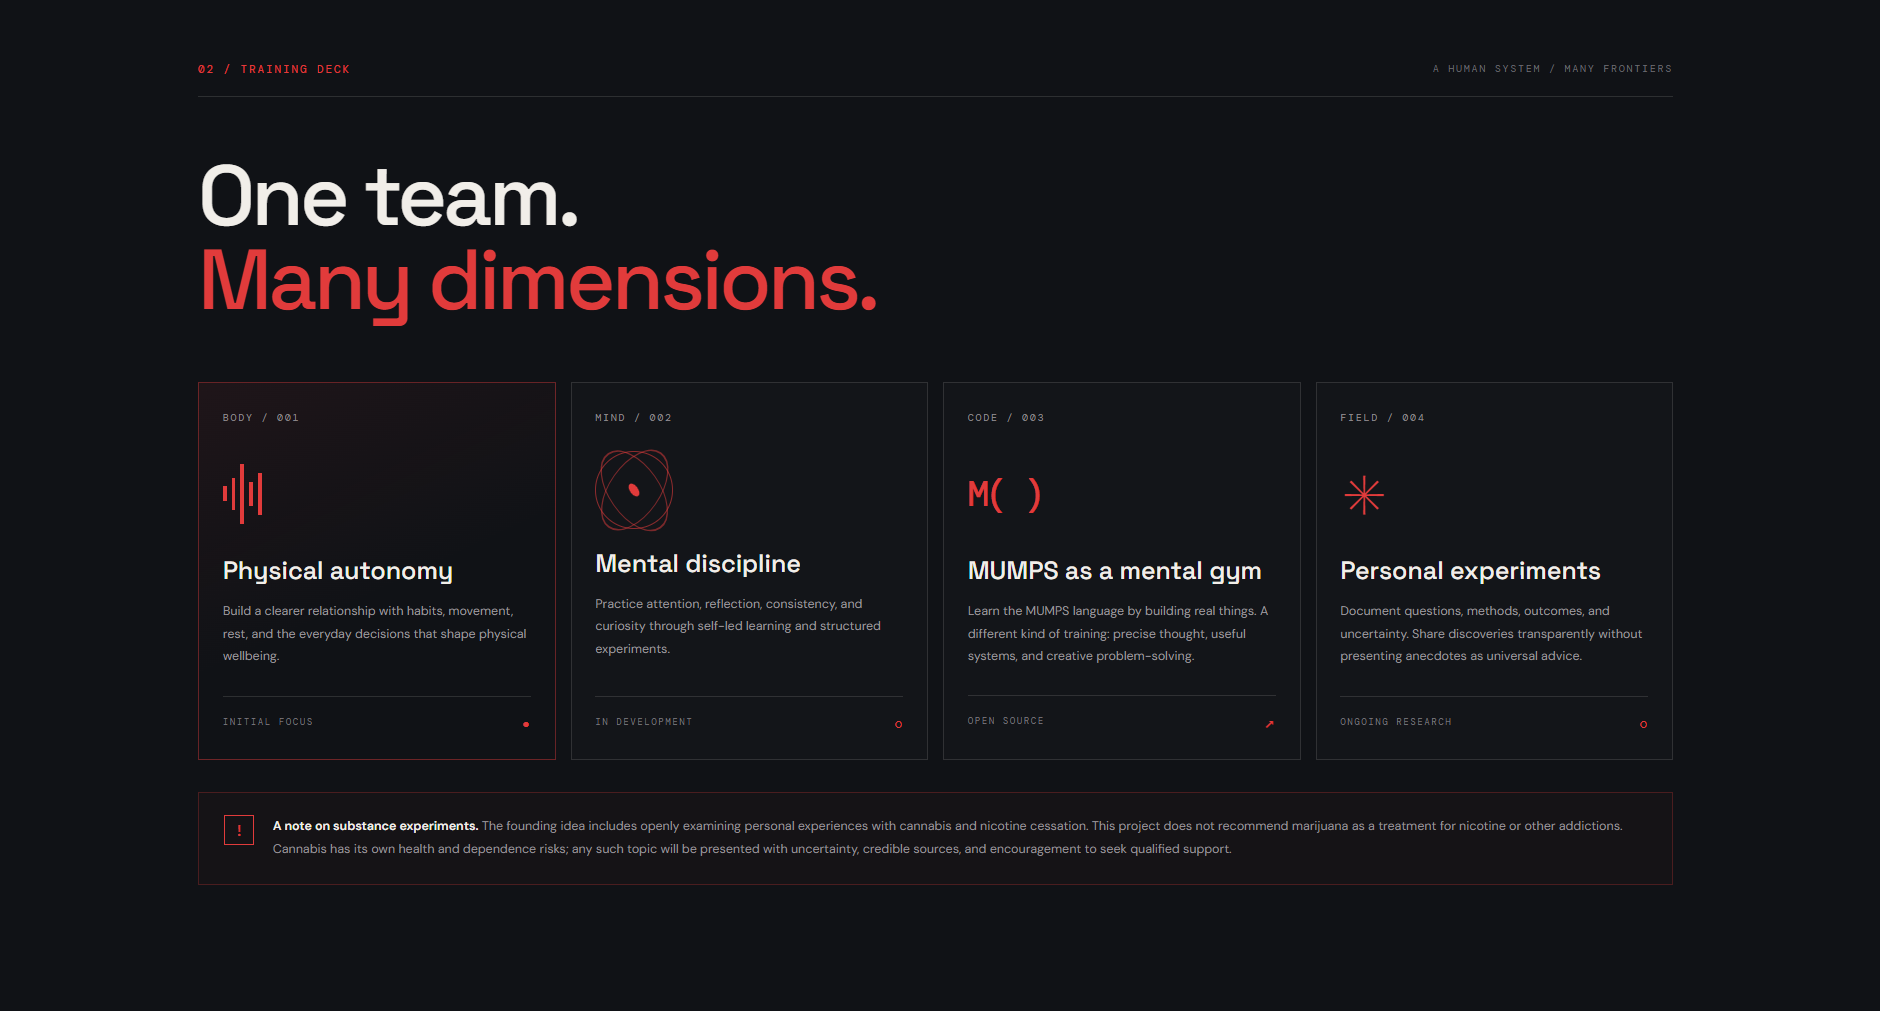 02 / TRAINING DECK
A HUMAN SYSTEM / MANY FRONTIERS
One team.
Many dimensions.
BODY / 001
Physical autonomy
Build a clearer relationship with habits, movement,
rest, and the everyday decisions that shape physical
wellbeing.
INITIAL FOCUS
MIND / 002
Mental discipline
Practice attention, reflection, consistency, and
curiosity through self-led learning and structured
experiments.
IN DEVELOPMENT
CODE / 003
M( )
MUMPS as a mental gym
Learn the MUMPS language by building real things. A
different kind of training: precise thought, useful
systems, and creative problem-solving.
OPEN SOURCE
↗
FIELD / 004
Personal experiments
Document questions, methods, outcomes, and
uncertainty. Share discoveries transparently without
presenting anecdotes as universal advice.
ONGOING RESEARCH
!
A note on substance experiments. The founding idea includes openly examining personal experiences with cannabis and nicotine cessation. This project does not recommend marijuana as a treatment for nicotine or other addictions.
Cannabis has its own health and dependence risks; any such topic will be presented with uncertainty, credible sources, and encouragement to seek qualified support.